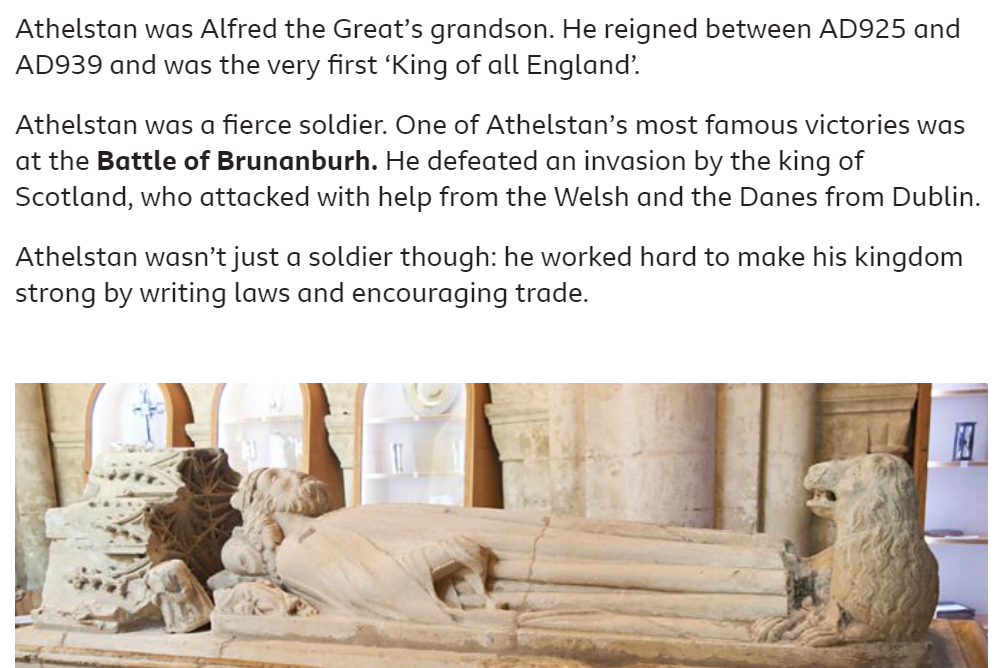 Athelstan was Alfred the Great’s grandson. He reigned between AD925 and
AD939 and was the very first ‘King of all England’.
Athelstan was a fierce soldier. One of Athelstan’s most famous victories was
at the Battle of Brunanburh. He defeated an invasion by the king of
Scotland, who attacked with help from the Welsh and the Danes from Dublin.
Athelstan wasn’t just a soldier though: he worked hard to make his kingdom
strong by writing laws and encouraging trade.